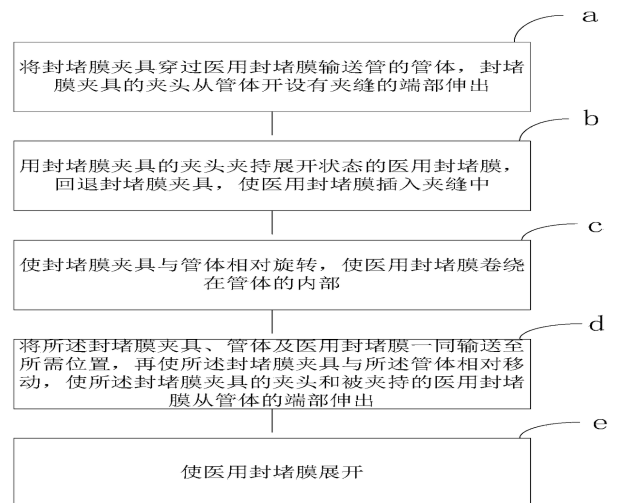 a
将封堵膜夹具穿过医用封堵膜输送管的管体，封堵
膜夹具的夹头从管体开设有夹缝的端部伸出
b
用封堵膜夹具的夹头夹持展开状态的医用封堵膜，
回退封堵膜夹具，使医用封堵膜插入夹缝中
c
使封堵膜夹具与管体相对旋转，使医用封堵膜卷绕
在管体的内部
d
将所述封堵膜夹具、管体及医用封堵膜一同输送至
所需位置，再使所述封堵膜夹具与所述管体相对移
动，使所述封堵膜夹具的夹头和被夹持的医用封堵
膜从管体的端部伸出
e
使医用封堵膜展开